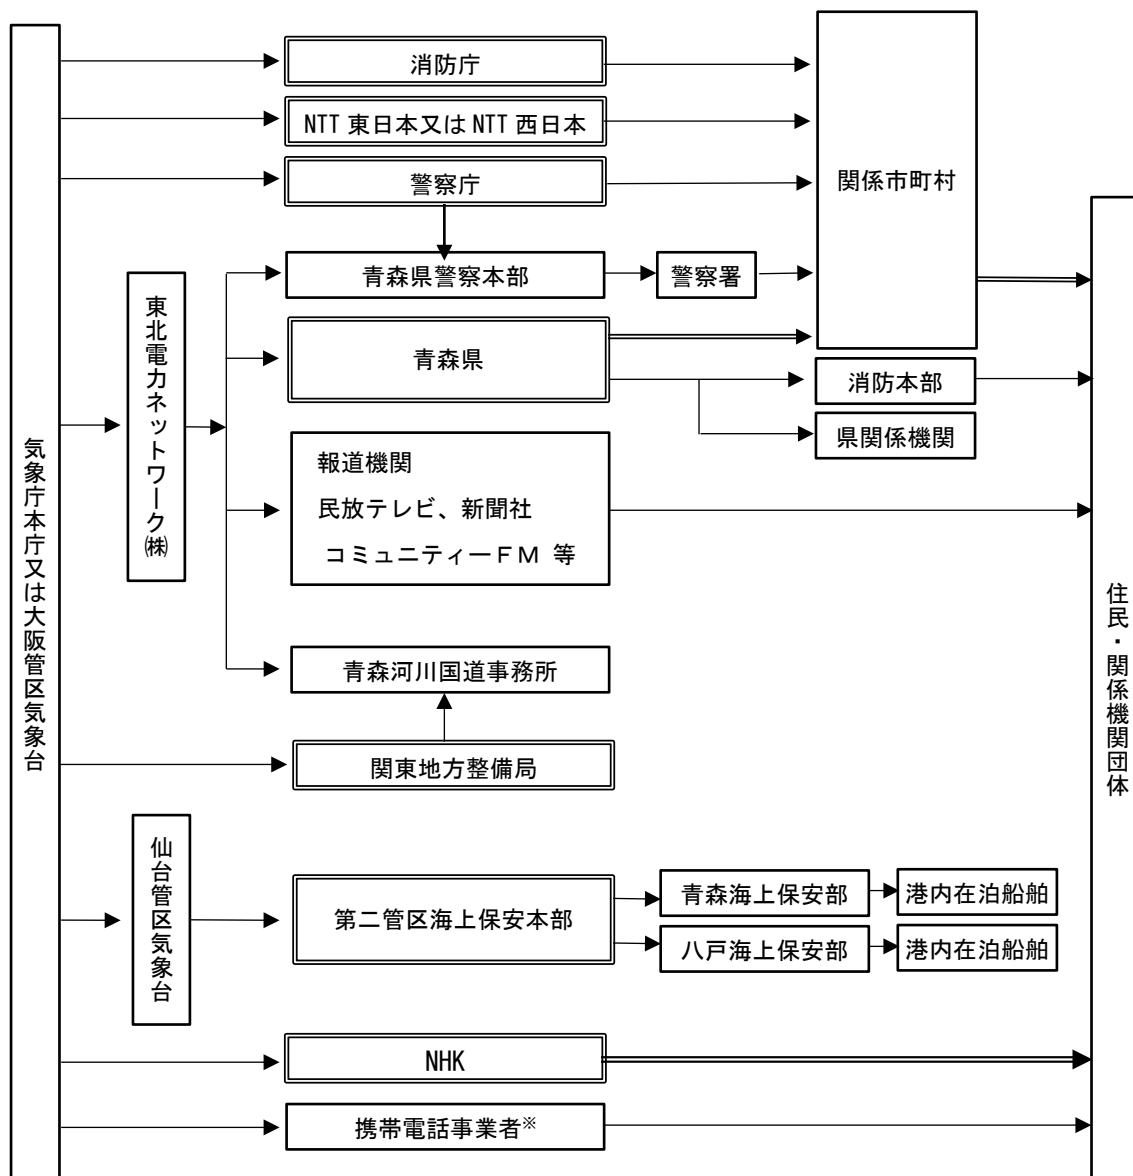 気象庁本庁又は大阪管区気象台
消防庁
NTT 東日本又は NTT 西日本
警察庁
関係市町村
東北電力ネットワーク㈱
青森県警察本部
警察署
青森県
消防本部
県関係機関
報道機関
民放テレビ、新聞社
コミュニティーFM 等
青森河川国道事務所
関東地方整備局
仙台管区気象台
第二管区海上保安本部
青森海上保安部
港内在泊船舶
八戸海上保安部
港内在泊船舶
NHK
携帯電話事業者※
住民・関係機関団体